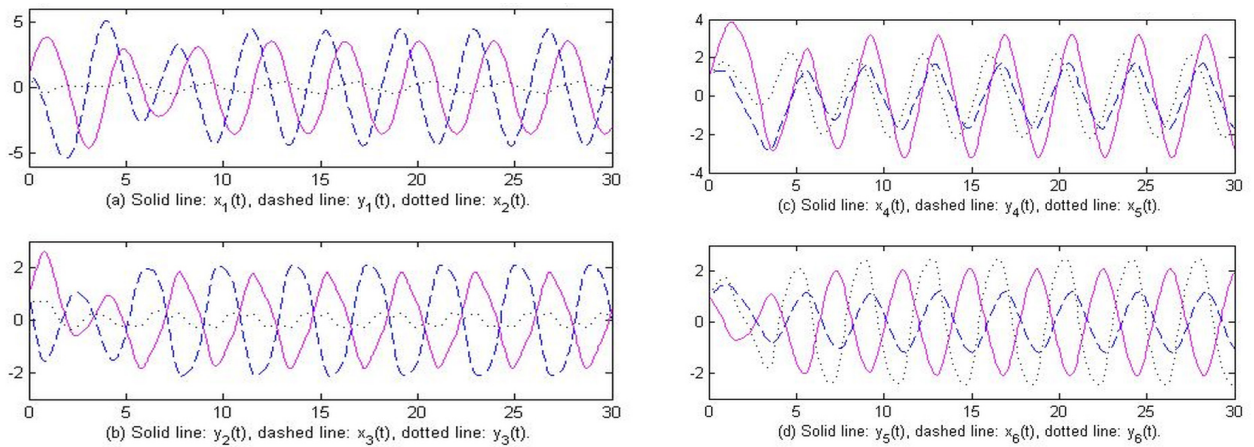 5
0
-5
0 5 10 15 20 25 30
(a) Solid line: x₁(t), dashed line: y₁(t), dotted line: x₂(t).
2
0
-2
0 5 10 15 20 25 30
(b) Solid line: y₂(t), dashed line: x₃(t), dotted line: y₃(t).
4
2
0
-2
-4
0 5 10 15 20 25 30
(c) Solid line: x₄(t), dashed line: y₄(t), dotted line: x₅(t).
2
0
-2
0 5 10 15 20 25 30
(d) Solid line: y₅(t), dashed line: x₆(t), dotted line: y₆(t).